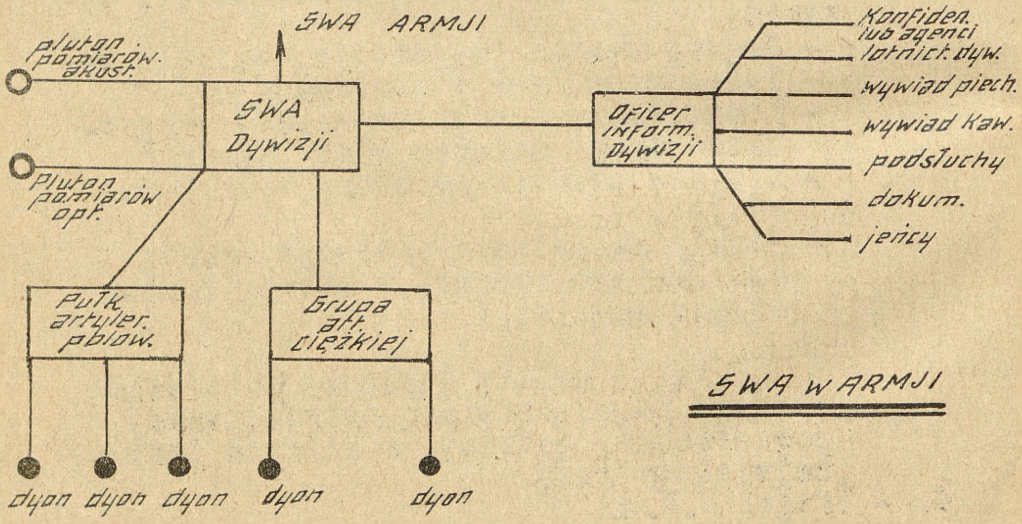 SWA ARMJI
pluton
pomiarów.
akust.
SWA
Dywizji
Oficer
inform.
Dywizji
Konfiden.
lub agenci
lotnict. dyw.
wywiad piech.
wywiad kaw.
podsłuchy
dokum.
jeńcy
Pluton
pomiarów
opt.
Pułk
artyler.
polow.
Grupa
art.
ciężkiej
SWA w ARMJI
dyon dyon dyon dyon dyon